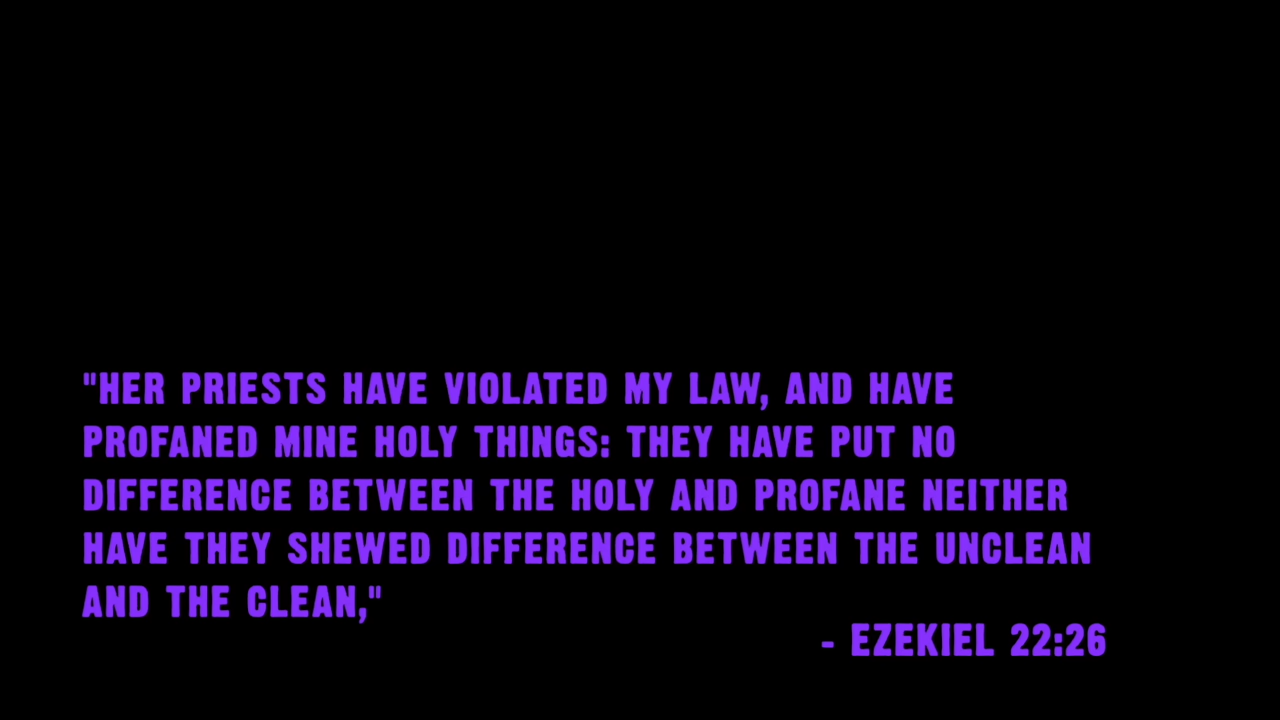 "HER PRIESTS HAVE VIOLATED MY LAW, AND HAVE
PROFANED MINE HOLY THINGS: THEY HAVE PUT NO
DIFFERENCE BETWEEN THE HOLY AND PROFANE NEITHER
HAVE THEY SHEWED DIFFERENCE BETWEEN THE UNCLEAN
AND THE CLEAN,"
- EZEKIEL 22:26